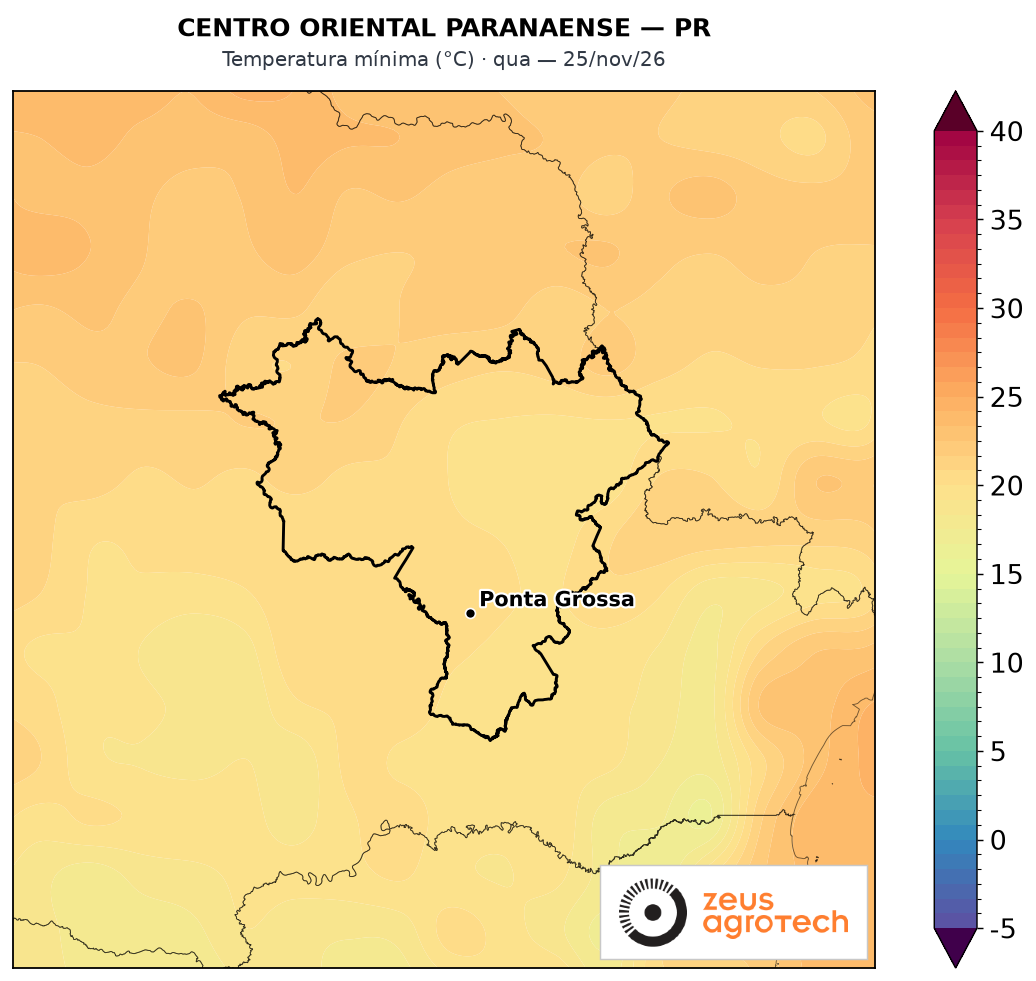 CENTRO ORIENTAL PARANAENSE — PR
Temperatura mínima (°C) · qua — 25/nov/26
40
35
30
25
20
15
10
5
0
-5
Ponta Grossa
zeus
agrotech